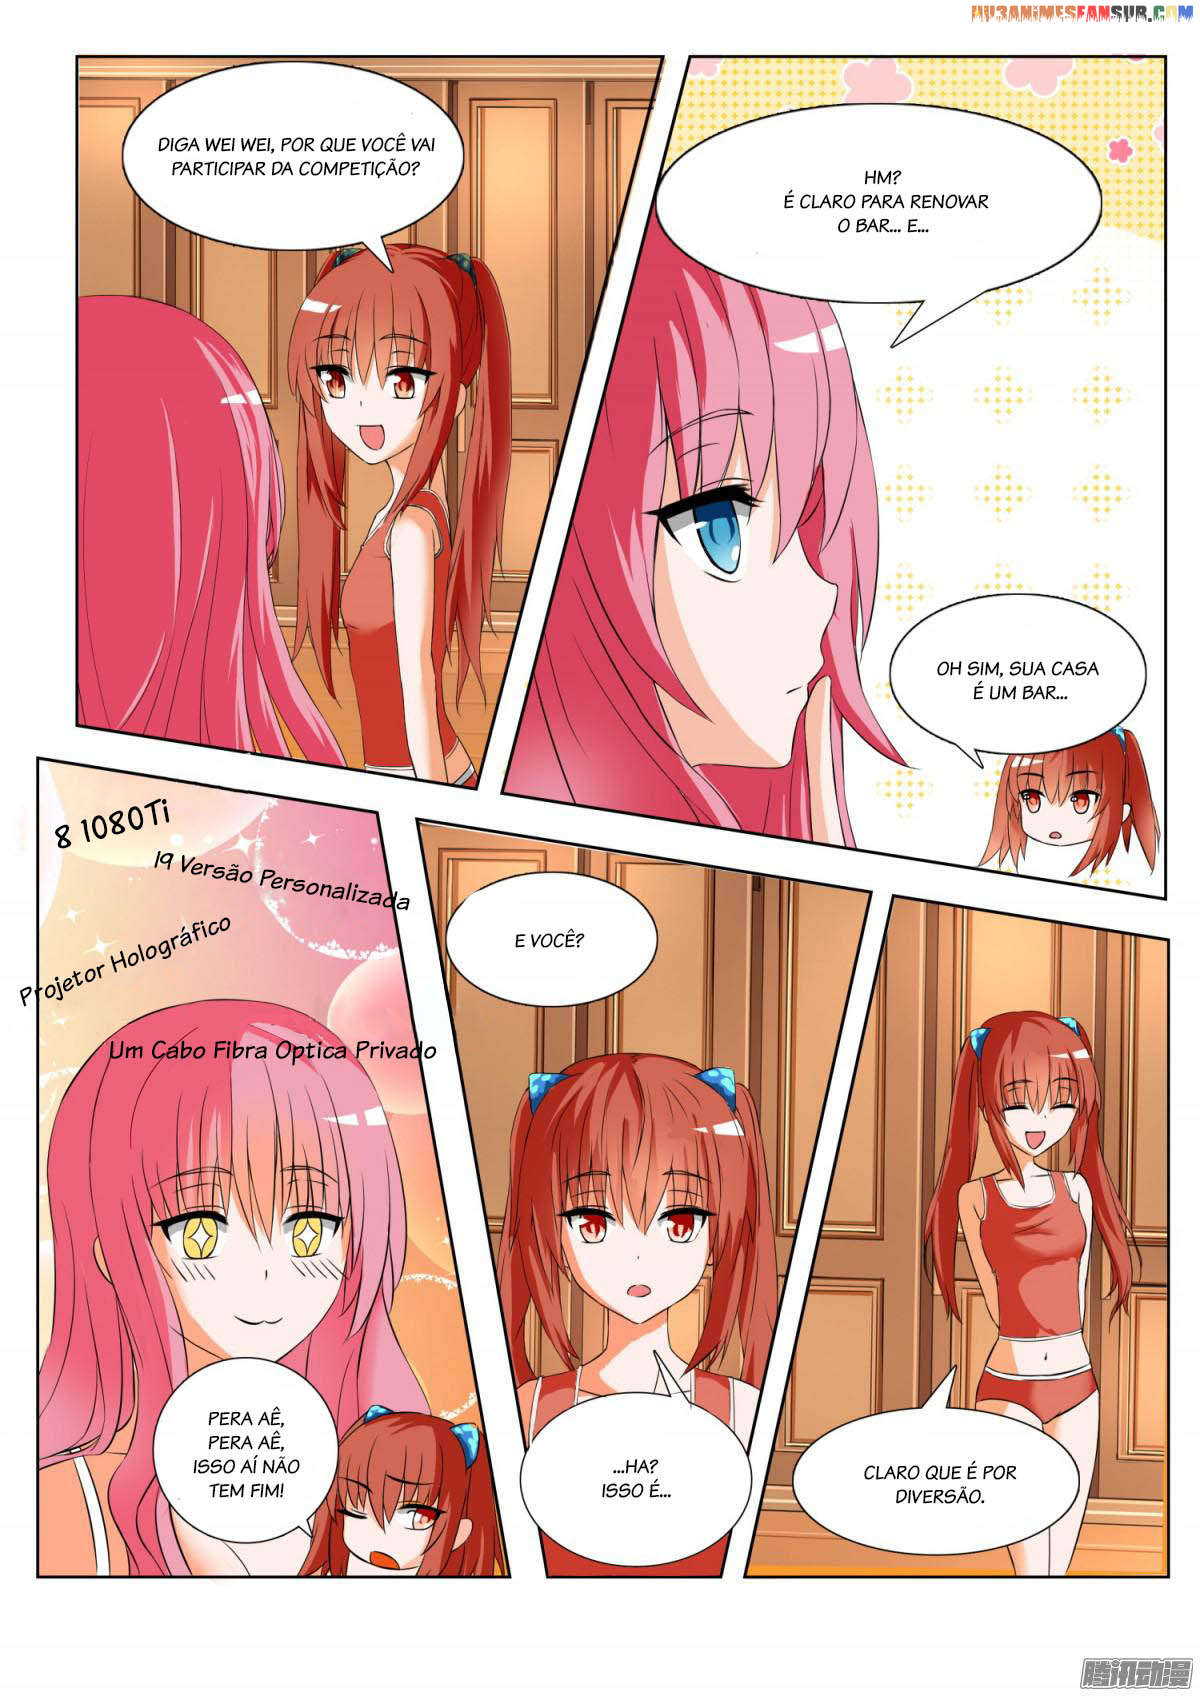 HU3ANIMESFANSUB.COM
DIGA WEI WEI, POR QUE VOCÊ VAI
PARTICIPAR DA COMPETIÇÃO?
HM?
É CLARO PARA RENOVAR
O BAR... E...
OH SIM, SUA CASA
É UM BAR...
8 1080Ti
19 Versão Personalizada
Projetor Holográfico
Um Cabo Fibra Optica Privado
PERA AÊ,
PERA AÊ,
ISSO AÍ NÃO
TEM FIM!
E VOCÊ?
...HA?
ISSO É...
CLARO QUE É POR
DIVERSÃO.
腾讯动漫